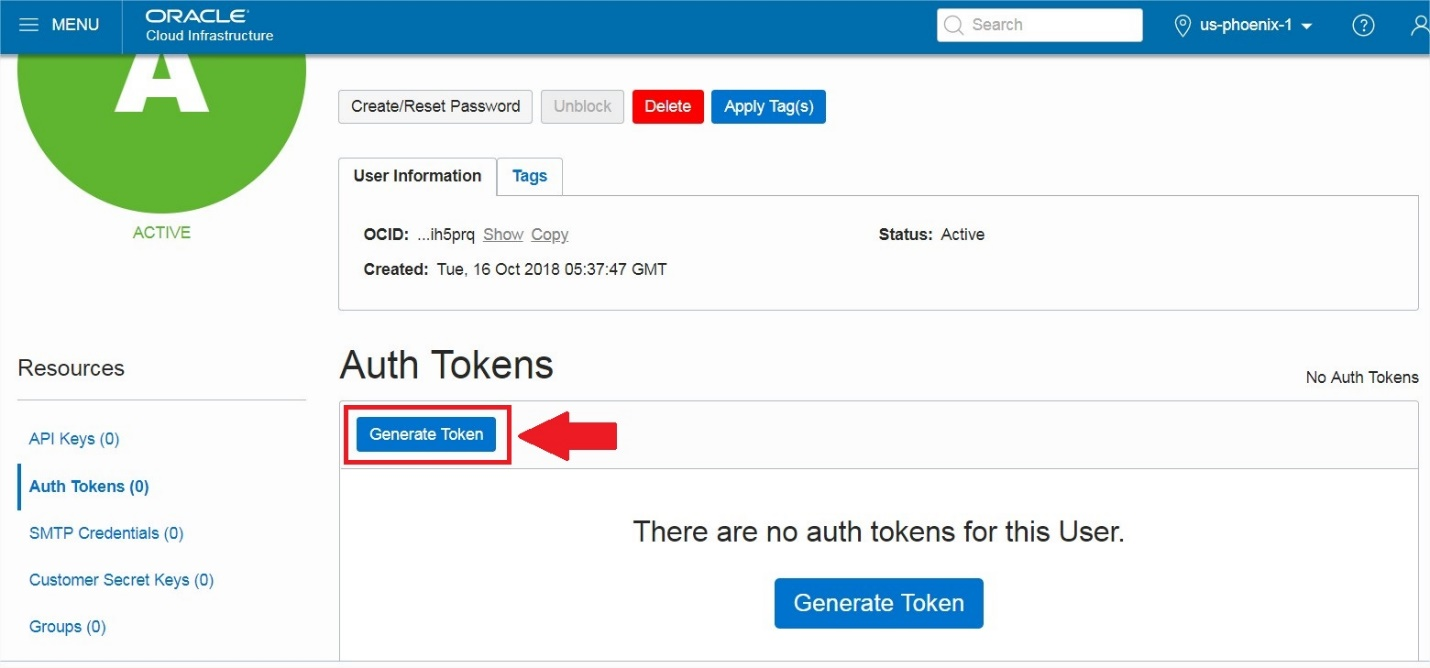 MENU
ORACLE
Cloud Infrastructure
Search
us-phoenix-1
?
A
ACTIVE
Create/Reset Password
Unblock
Delete
Apply Tag(s)
User Information
Tags
OCID: ...ih5prq Show Copy
Status: Active
Created: Tue, 16 Oct 2018 05:37:47 GMT
Resources
API Keys (0)
Auth Tokens (0)
SMTP Credentials (0)
Customer Secret Keys (0)
Groups (0)
Auth Tokens
No Auth Tokens
Generate Token
There are no auth tokens for this User.
Generate Token